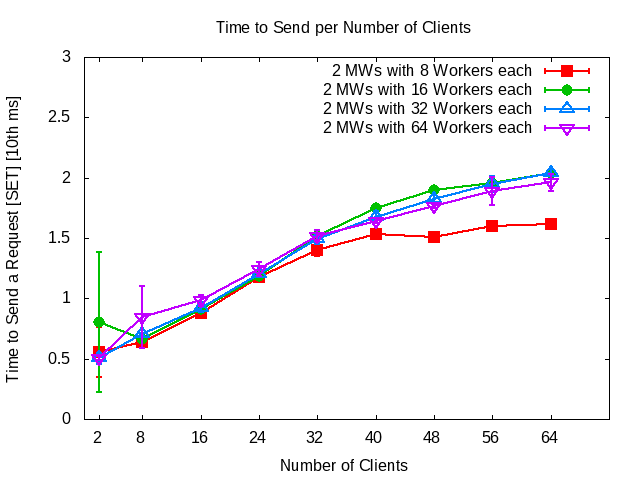 Time to Send per Number of Clients
3
2.5
2
1.5
1
0.5
0
Time to Send a Request [SET] [10th ms]
2 MWs with 8 Workers each
2 MWs with 16 Workers each
2 MWs with 32 Workers each
2 MWs with 64 Workers each
2 8 16 24 32 40 48 56 64
Number of Clients